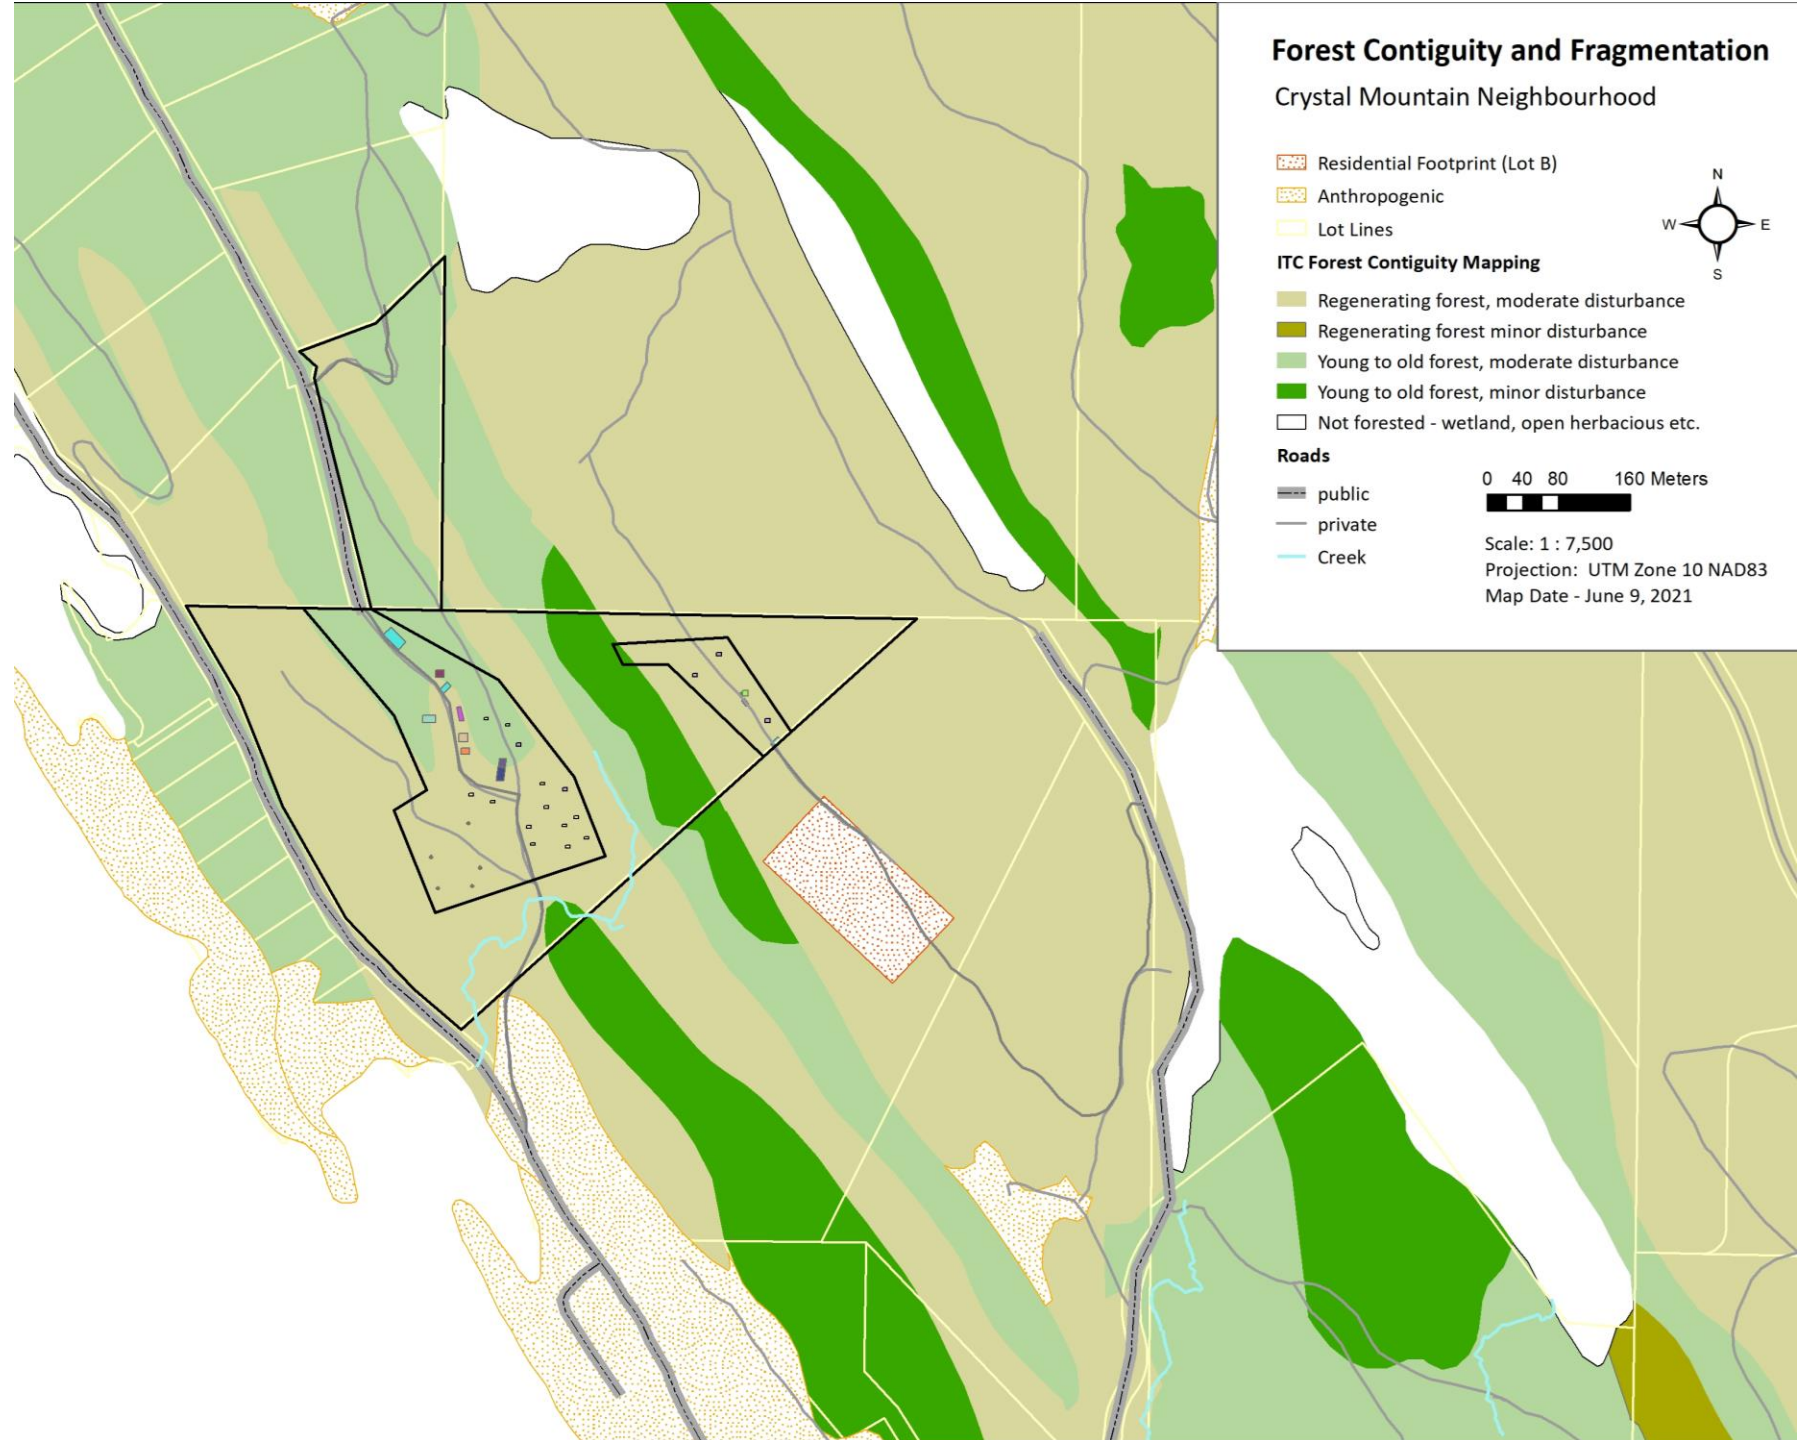 Forest Contiguity and Fragmentation
Crystal Mountain Neighbourhood
Residential Footprint (Lot B)
Anthropogenic
Lot Lines
N
W E
S
ITC Forest Contiguity Mapping
Regenerating forest, moderate disturbance
Regenerating forest minor disturbance
Young to old forest, moderate disturbance
Young to old forest, minor disturbance
Not forested - wetland, open herbacious etc.
Roads
public
private
Creek
0 40 80 160 Meters
Scale: 1 : 7,500
Projection: UTM Zone 10 NAD83
Map Date - June 9, 2021